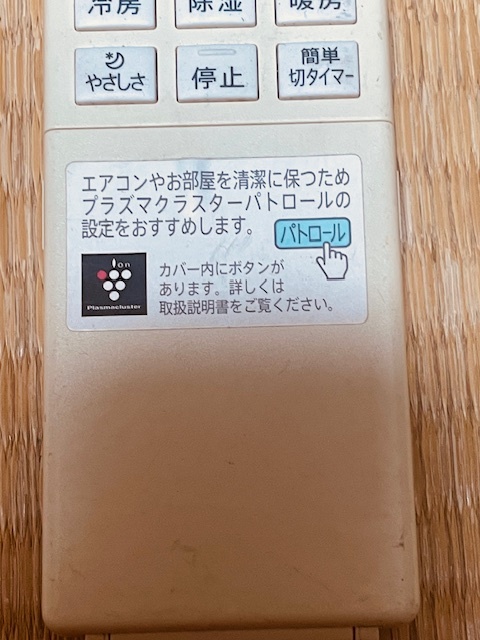 冷房 除湿 暖房
やさしさ 停止 簡単
切タイマー
エアコンやお部屋を清潔に保つため
プラズマクラスターパトロールの
設定をおすすめします。 パトロール
ion
Plasmacluster
カバー内にボタンが
あります。詳しくは
取扱説明書をご覧ください。